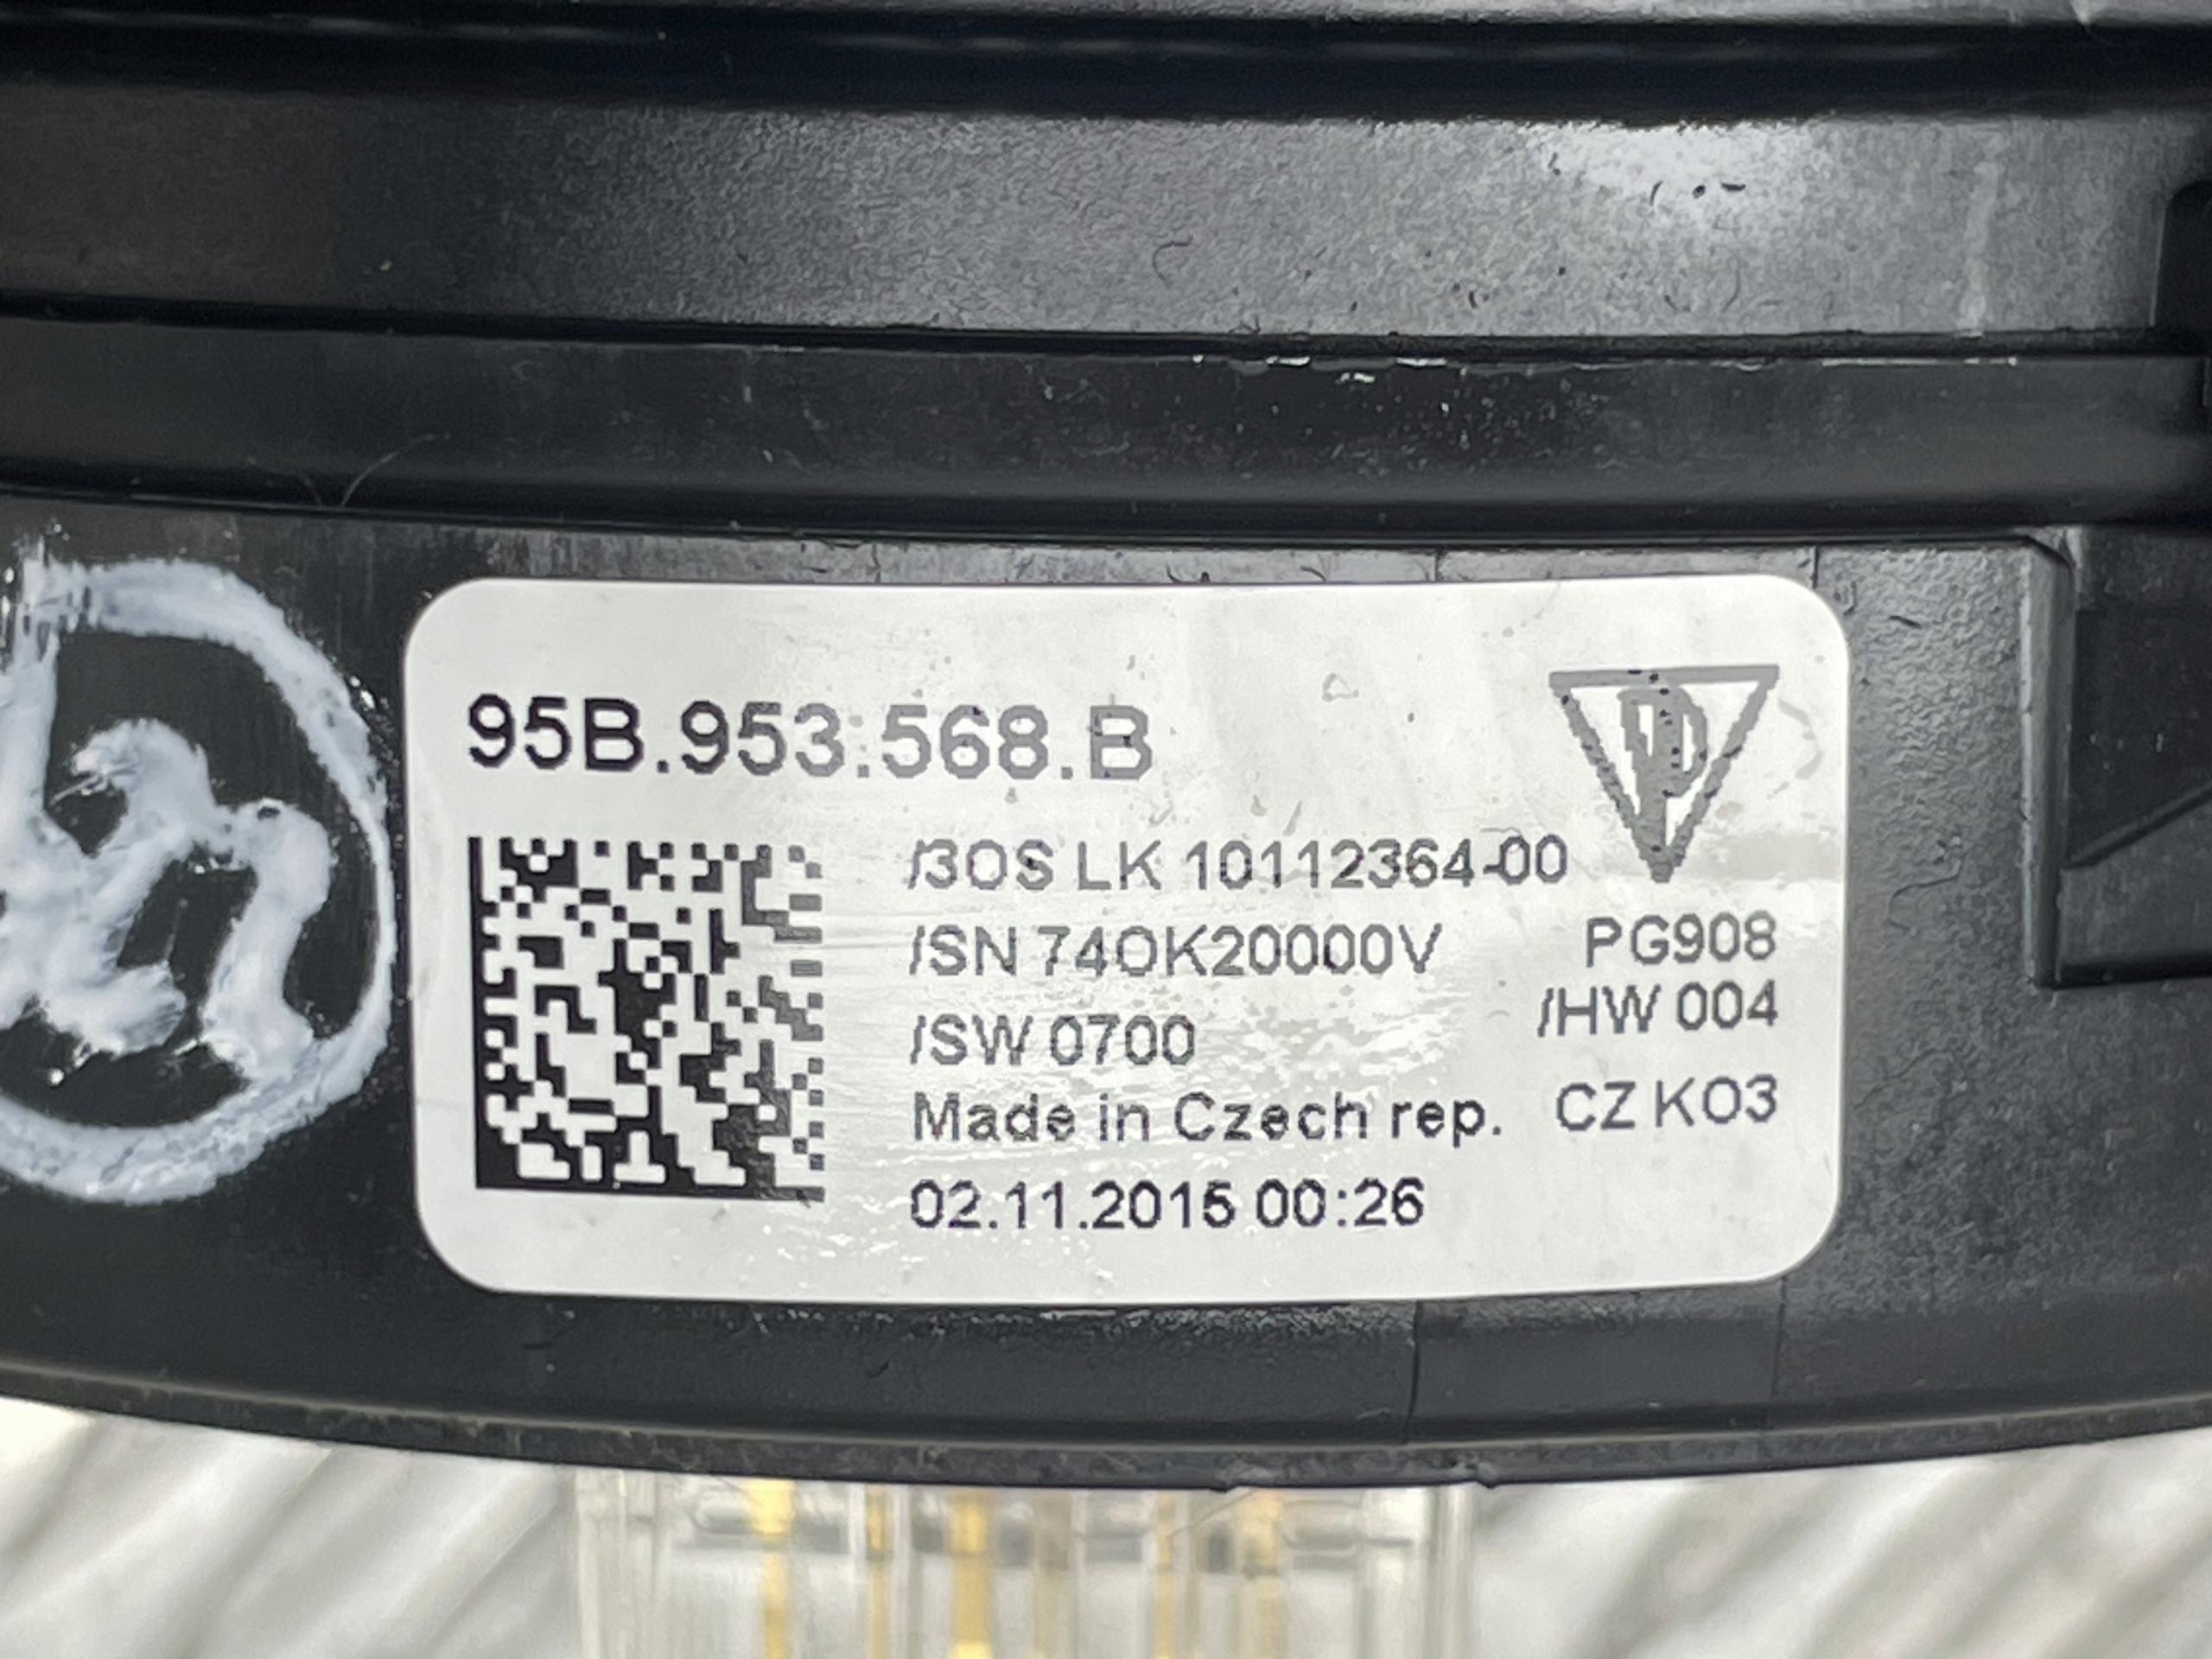 95B.953.568.B
/3OS LK 10112364-00
/SN 74OK20000V
PG908
/SW 0700
/HW 004
Made in Czech rep.
CZ KO3
02.11.2015 00:26